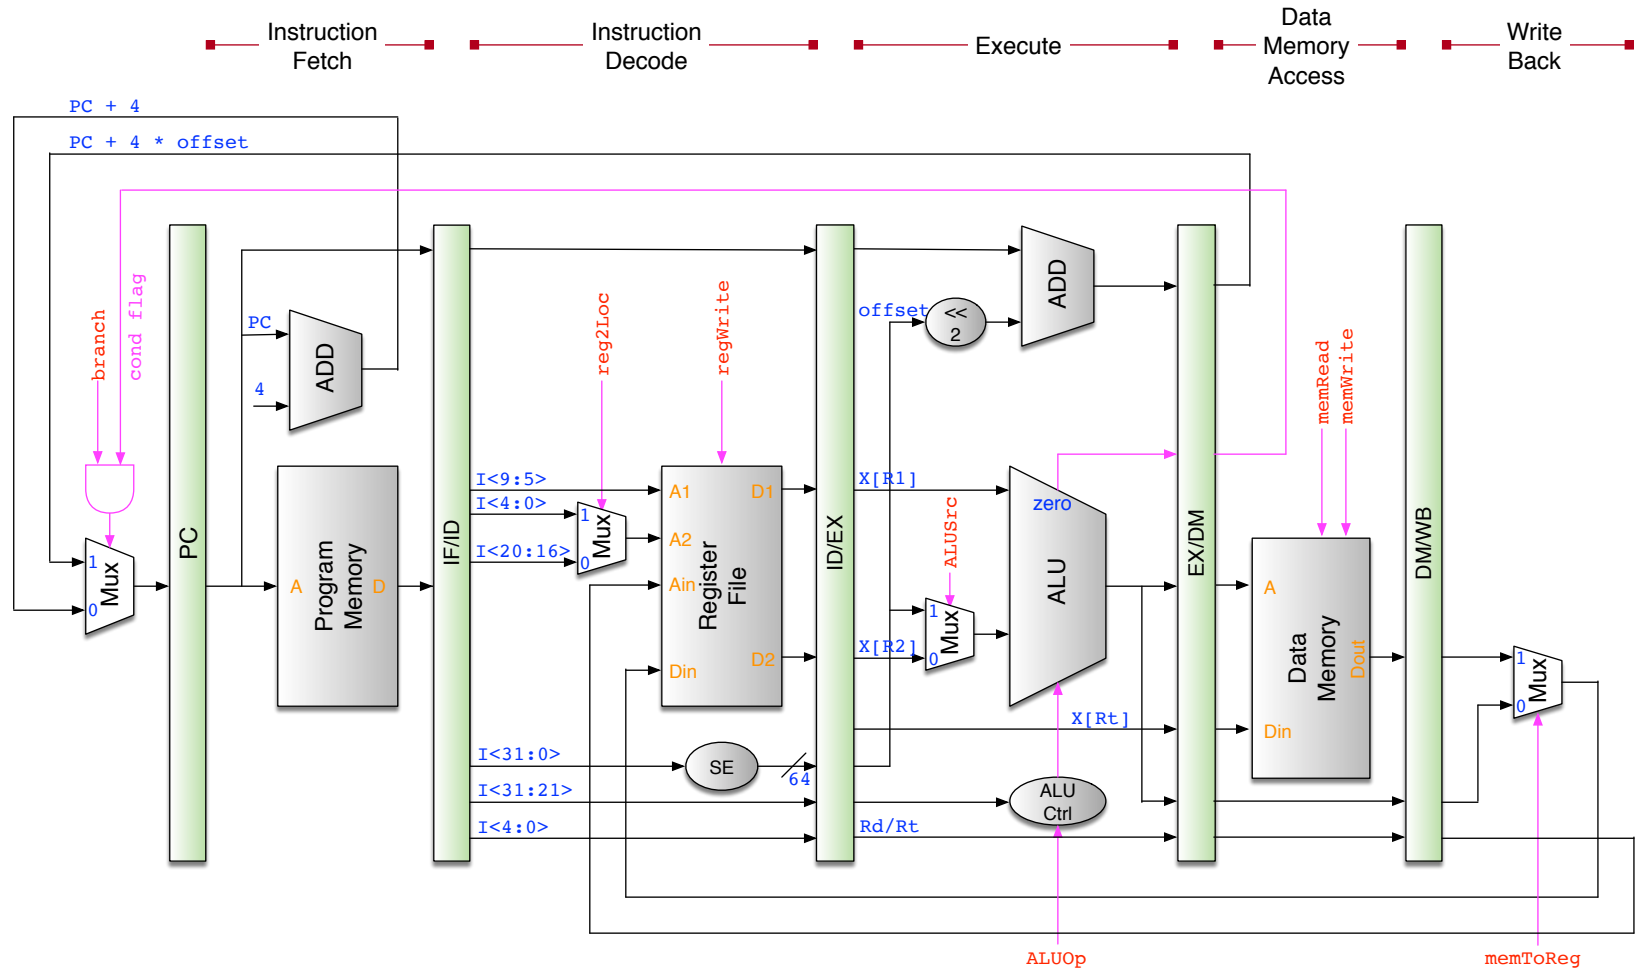 Instruction
Fetch
Instruction
Decode
Execute
Data
Memory
Access
Write
Back
PC + 4
PC + 4 * offset
branch
cond flag
PC
4
ADD
reg2Loc
regWrite
offset
<<
2
ADD
memRead
memWrite
1
Mux
0
PC
A
Program
Memory
D
IF/ID
I<9:5>
I<4:0>
I<20:16>
1
Mux
0
A1
D1
A2
Ain
Register
File
Din
D2
ID/EX
X[R1]
ALUSrc
1
Mux
0
X[R2]
zero
ALU
EX/DM
X[Rt]
A
Data
Memory
Dout
Din
DM/WB
1
Mux
0
I<31:0>
SE
64
I<31:21>
ALU
Ctrl
I<4:0>
Rd/Rt
ALUOp
memToReg